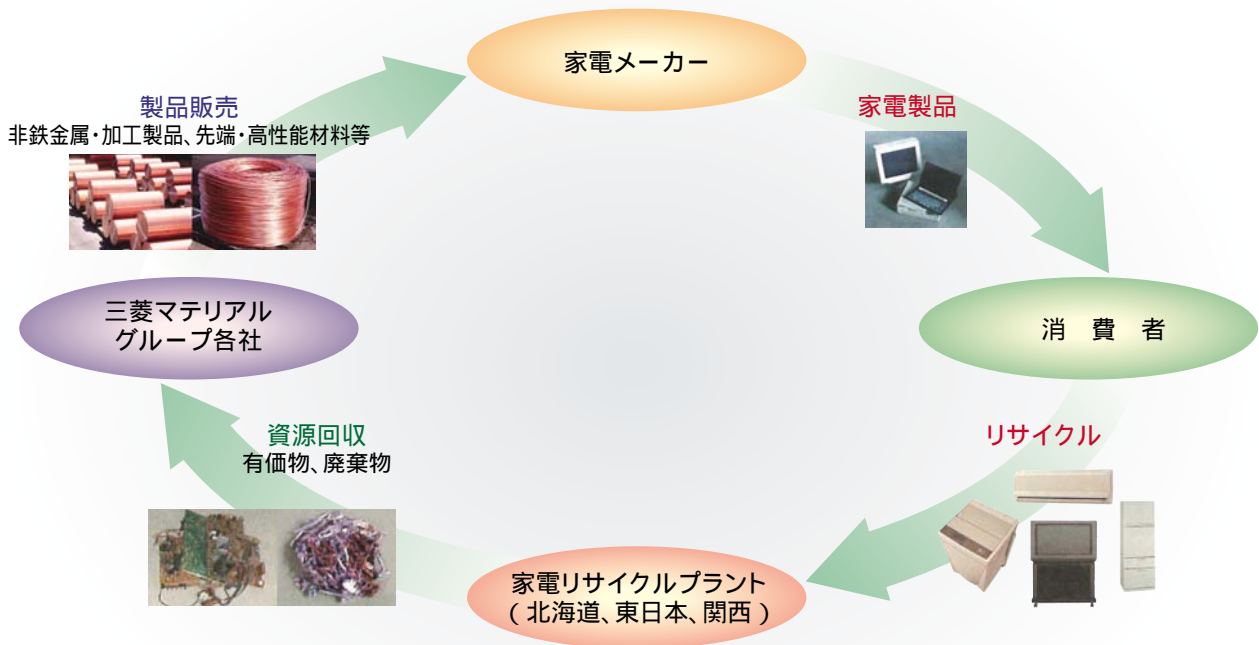 家電メーカー
製品販売
非鉄金属・加工製品、先端・高性能材料等
家電製品
三菱マテリアル
グループ各社
消 費 者
資源回収
有価物、廃棄物
リサイクル
家電リサイクルプラント
(北海道、東日本、関西)